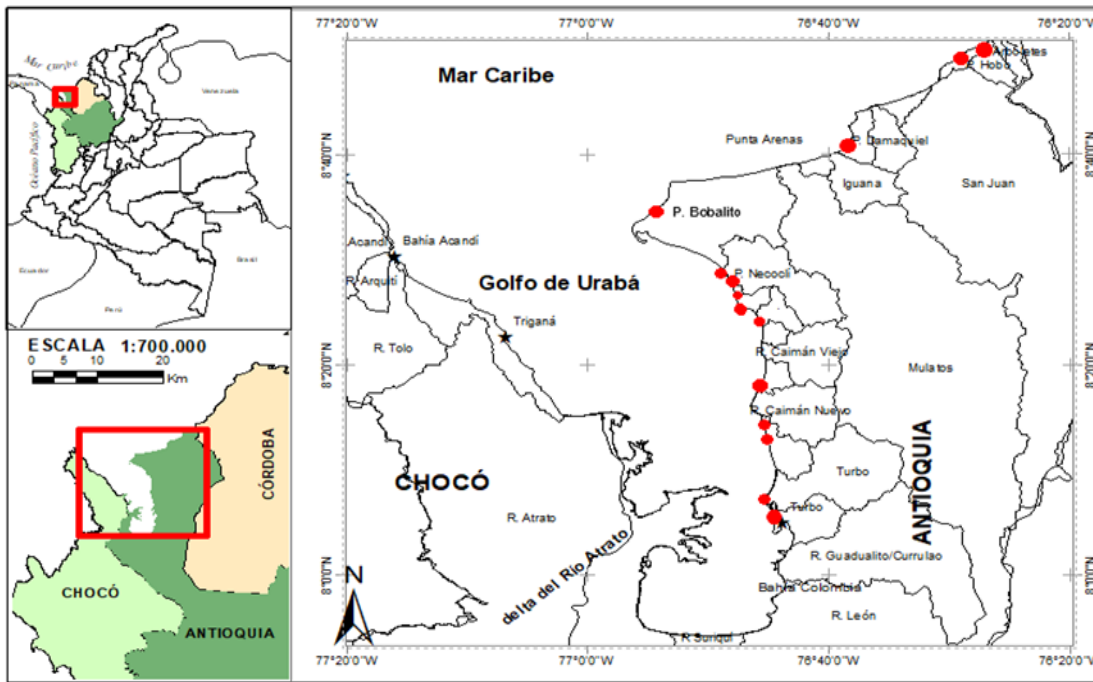 Mar Caribe
Panama
Venezuela
Océano Pacífico
Ecuador
Brasil
Perú
ESCALA 1:700.000
0 5 10 20
Km
CÓRDOBA
CHOCÓ
ANTIOQUIA
77°20'0"W 77°0'0"W 76°40'0"W 76°20'0"W
Mar Caribe
Arboletes
P. Hobo
Punta Arenas
P. Damaquiel
8°40'0"N 8°40'0"N
Iguana
San Juan
P. Bobalito
Acandí
Bahía Acandí
R. Arquití
Golfo de Urabá
P. Necoclí
Triganá
R. Tolo
R. Caimán Viejo
8°20'0"N 8°20'0"N
Mulatos
R. Caimán Nuevo
CHOCÓ
ANTIOQUIA
Turbo
R. Atrato
Turbo
delta del Río Atrato
R. Guadualito/Currulao
8°0'0"N 8°0'0"N
Bahía Colombia
N
R. León
R. Suriquí
77°20'0"W 77°0'0"W 76°40'0"W 76°20'0"W